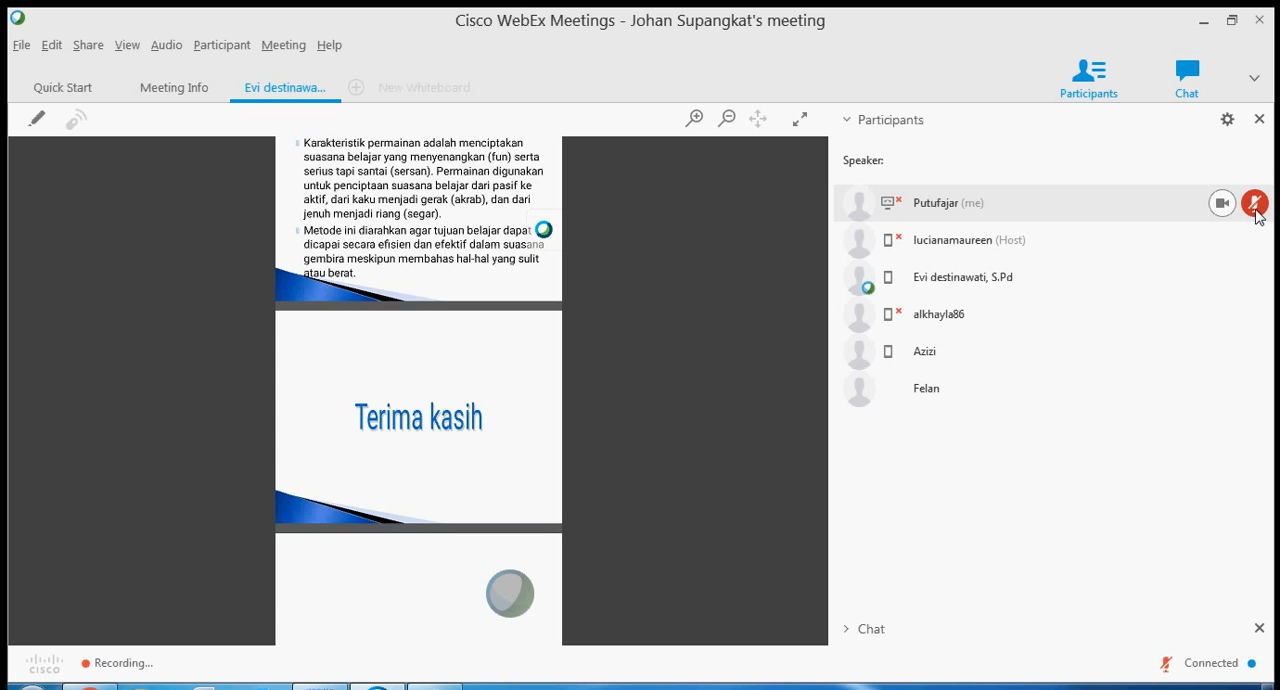 Cisco WebEx Meetings - Johan Supangkat's meeting
File Edit Share View Audio Participant Meeting Help
Quick Start Meeting Info Evi destinawa... New Whiteboard
Participants Chat
Participants
Speaker:
Putufajar (me)
lucianamaureen (Host)
Evi destinawati, S.Pd
alkhayla86
Azizi
Felan
Karakteristik permainan adalah menciptakan
suasana belajar yang menyenangkan (fun) serta
serius tapi santai (sersan). Permainan digunakan
untuk penciptaan suasana belajar dari pasif ke
aktif, dari kaku menjadi gerak (akrab), dan dari
jenuh menjadi riang (segar).
Metode ini diarahkan agar tujuan belajar dapat
dicapai secara efisien dan efektif dalam suasana
gembira meskipun membahas hal-hal yang sulit
atau berat.
Terima kasih
Chat
CISCO
Recording...
Connected